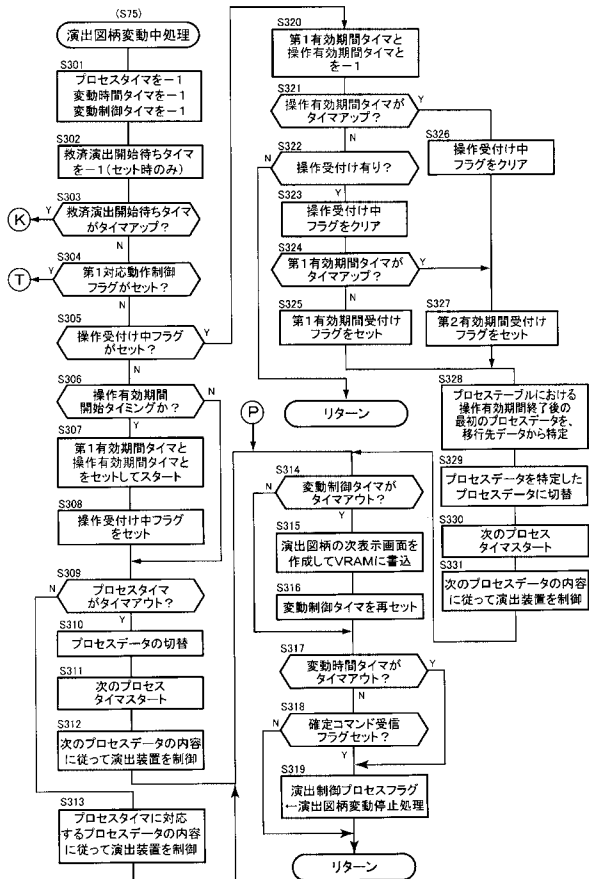 (S75)
演出図柄変動中処理
S301
プロセスタイマを－1
変動時間タイマを－1
変動制御タイマを－1
S302
救済演出開始待ちタイマ
を－1(セット時のみ)
S303
救済演出開始待ちタイマ
がタイマアップ？
Y
K
N
S304
第1対応動作制御
フラグがセット？
Y
T
N
S305
操作受付け中フラグ
がセット？
Y
N
S306
操作有効期間
開始タイミングか？
N
Y
S307
第1有効期間タイマと
操作有効期間タイマと
をセットしてスタート
S308
操作受付け中フラグ
をセット
S309
プロセスタイマ
がタイマアウト？
N
Y
S310
プロセスデータの切替
S311
次のプロセス
タイマスタート
S312
次のプロセスデータの内容
に従って演出装置を制御
S313
プロセスタイマに対応
するプロセスデータの内容
に従って演出装置を制御
S320
第1有効期間タイマと
操作有効期間タイマと
を－1
S321
操作有効期間タイマが
タイマアップ？
Y
N
S322
操作受付け有り？
N
Y
S323
操作受付け中
フラグをクリア
S324
第1有効期間タイマが
タイマアップ？
Y
N
S325
第1有効期間受付け
フラグをセット
S326
操作受付け中
フラグをクリア
S327
第2有効期間受付け
フラグをセット
リターン
S328
プロセステーブルにおける
操作有効期間終了後の
最初のプロセスデータを、
移行先データから特定
S329
プロセスデータを特定した
プロセスデータに切替
S330
次のプロセス
タイマスタート
S331
次のプロセスデータの内容
に従って演出装置を制御
P
S314
変動制御タイマが
タイマアウト？
N
Y
S315
演出図柄の次表示画面を
作成してVRAMに書込
S316
変動制御タイマを再セット
S317
変動時間タイマが
タイマアウト？
Y
N
S318
確定コマンド受信
フラグセット？
N
Y
S319
演出制御プロセスフラグ
←演出図柄変動停止処理
リターン